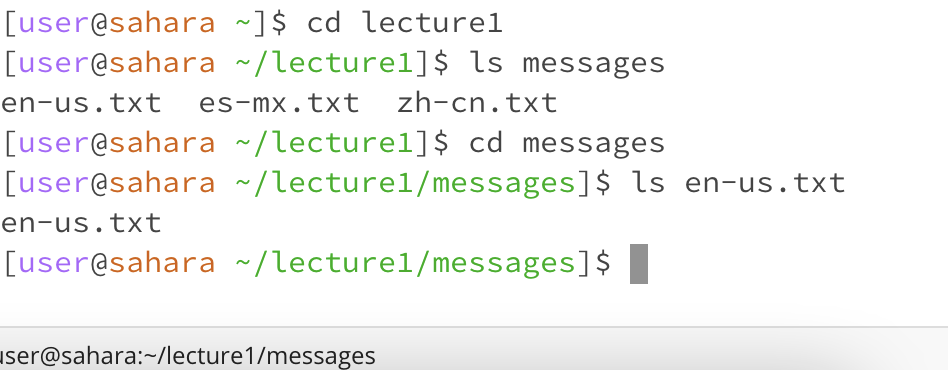 [user@sahara ~]$ cd lecture1
[user@sahara ~/lecture1]$ ls messages
en-us.txt  es-mx.txt  zh-cn.txt
[user@sahara ~/lecture1]$ cd messages
[user@sahara ~/lecture1/messages]$ ls en-us.txt
en-us.txt
[user@sahara ~/lecture1/messages]$
user@sahara:~/lecture1/messages